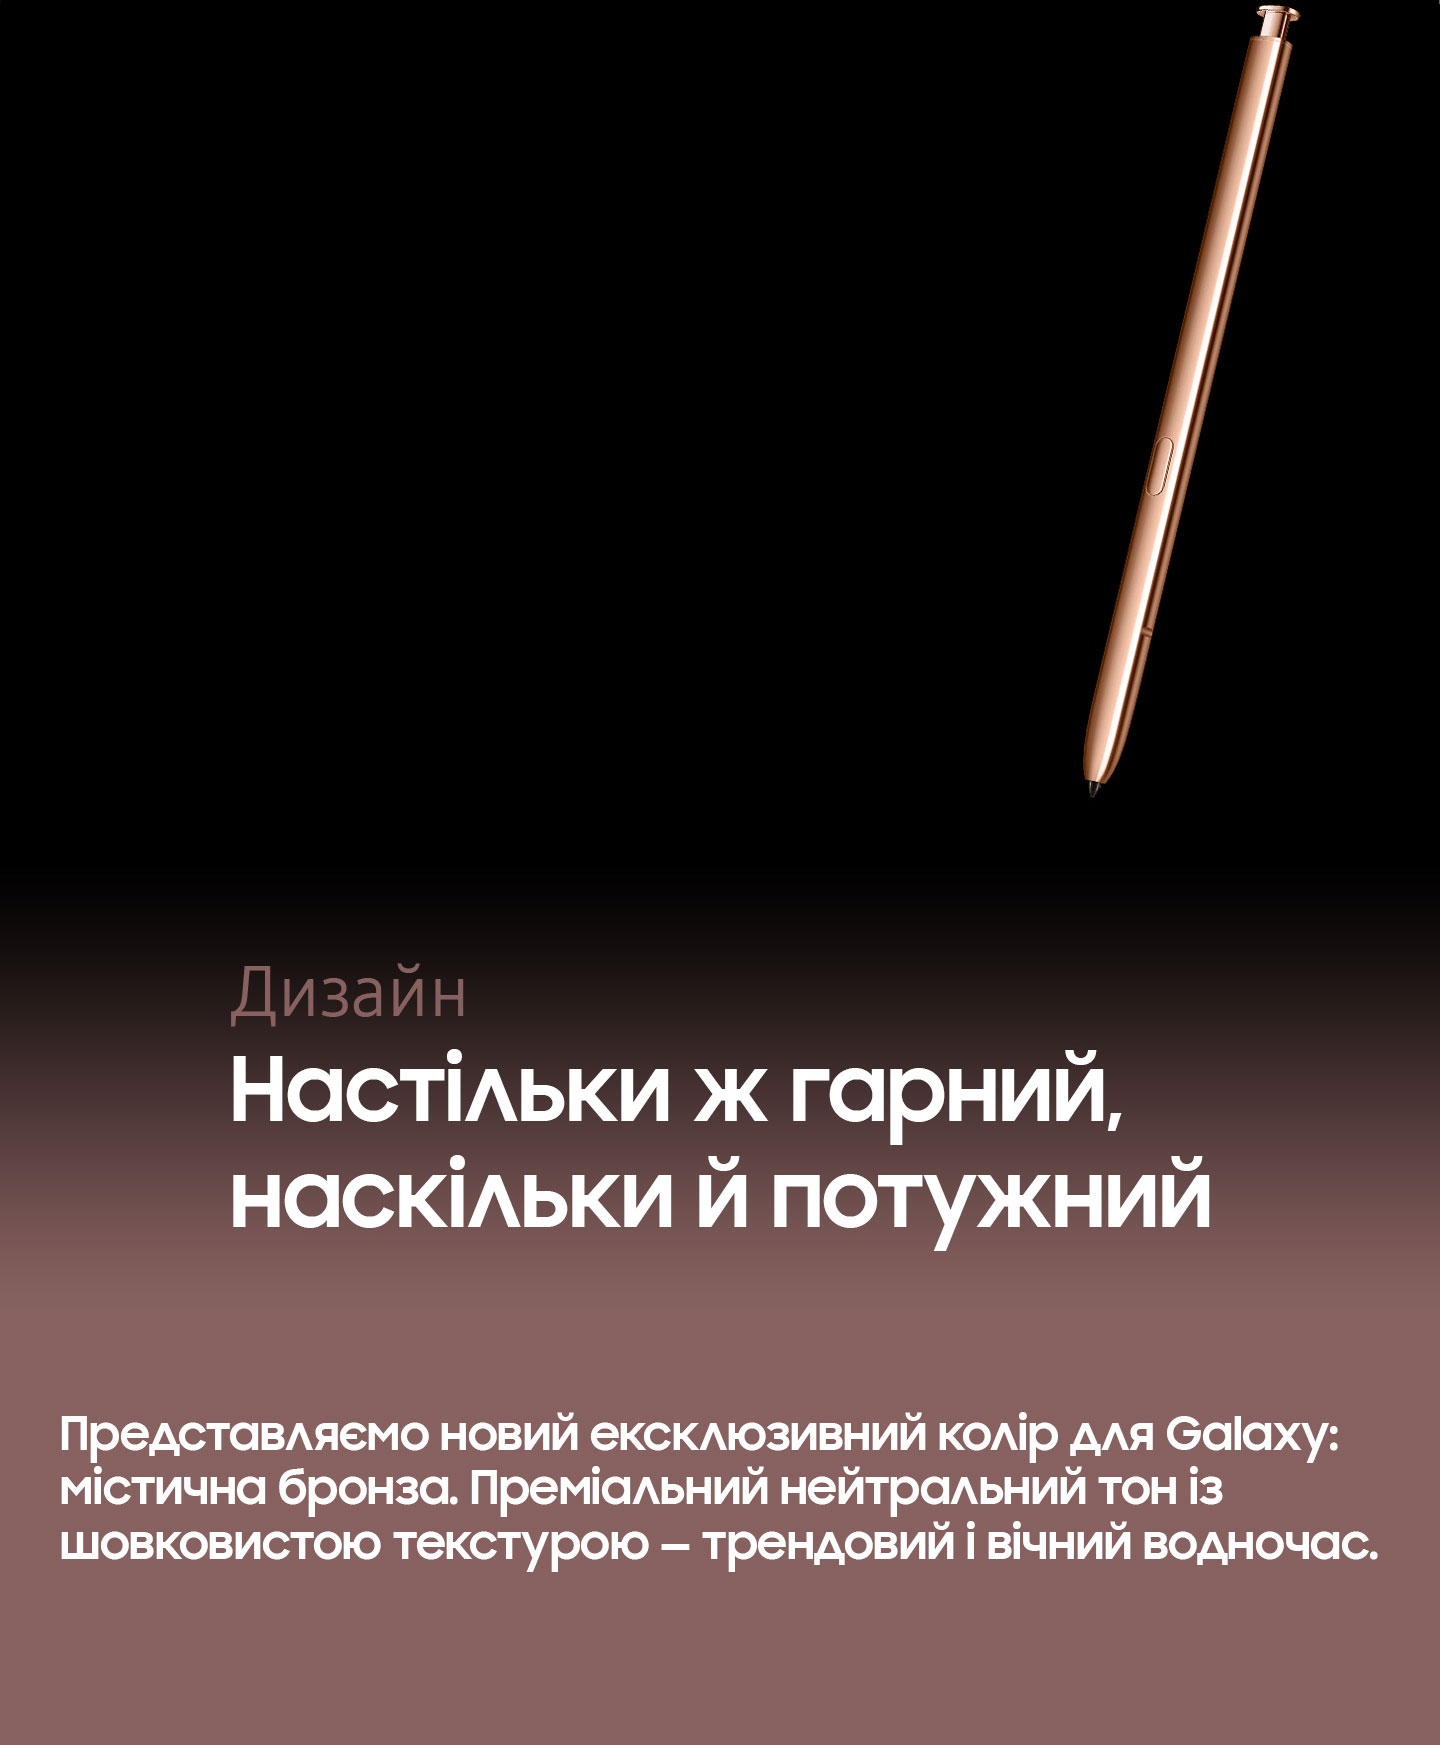 Дизайн
Настільки ж гарний,
наскільки й потужний
Представляємо новий ексклюзивний колір для Galaxy:
містична бронза. Преміальний нейтральний тон із
шовковистою текстурою – трендовий і вічний водночас.